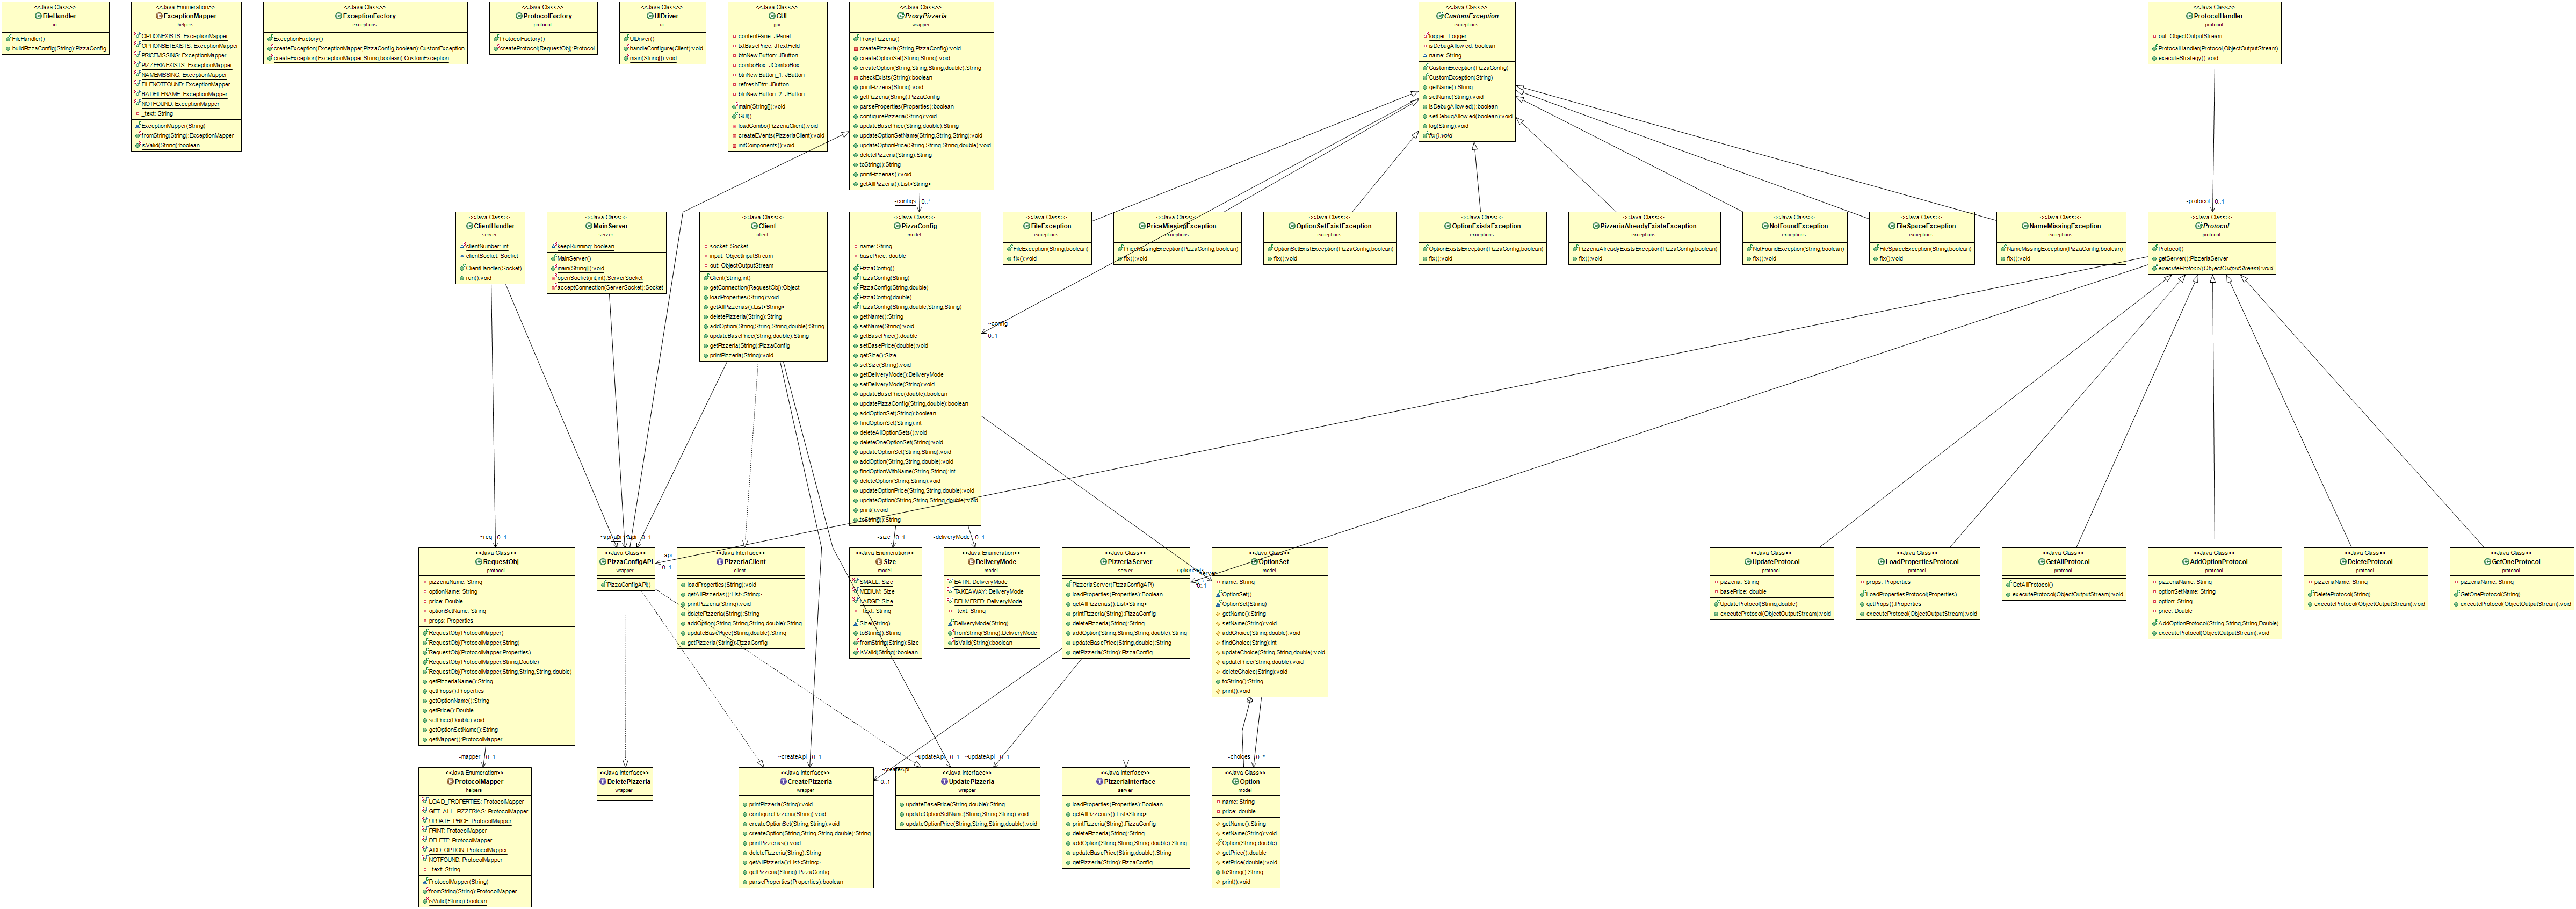 <<Java Class>>
FileHandler
io
FileHandler()
buildPizzaConfig(String):PizzaConfig
<<Java Enumeration>>
ExceptionMapper
helpers
OPTIONEXISTS: ExceptionMapper
OPTIONSETEXISTS: ExceptionMapper
PRICEMISSING: ExceptionMapper
PIZZERIAEXISTS: ExceptionMapper
NAMEMISSING: ExceptionMapper
FILENOTFOUND: ExceptionMapper
BADFILENAME: ExceptionMapper
NOTFOUND: ExceptionMapper
_text: String
ExceptionMapper(String)
fromString(String):ExceptionMapper
isValid(String):boolean
<<Java Class>>
ExceptionFactory
exceptions
ExceptionFactory()
createException(ExceptionMapper,PizzaConfig,boolean):CustomException
createException(ExceptionMapper,String,boolean):CustomException
<<Java Class>>
ProtocolFactory
protocol
ProtocolFactory()
createProtocol(RequestObj):Protocol
<<Java Class>>
UIDriver
ui
UIDriver()
handleConfigure(Client):void
main(String[]):void
<<Java Class>>
GUI
gui
contentPane: JPanel
txtBasePrice: JTextField
btnNewButton: JButton
comboBox: JComboBox
btnNewButton_1: JButton
refreshBtn: JButton
btnNewButton_2: JButton
main(String[]):void
GUI()
loadCombo(PizzeriaClient):void
createEVents(PizzeriaClient):void
initComponents():void
<<Java Class>>
ProxyPizzeria
wrapper
ProxyPizzeria()
createPizzeria(String,PizzaConfig):void
createOptionSet(String,String):void
createOption(String,String,String,double):String
checkExists(String):boolean
printPizzeria(String):void
getPizzeria(String):PizzaConfig
parseProperties(Properties):boolean
configurePizzeria(String):void
updateBasePrice(String,double):String
updateOptionSetName(String,String,String):void
updateOptionPrice(String,String,String,double):void
deletePizzeria(String):String
toString():String
printPizzerias():void
getAllPizzeria():List<String>
-configs 0..*
<<Java Class>>
CustomException
exceptions
logger: Logger
isDebugAllowed: boolean
name: String
CustomException(PizzaConfig)
CustomException(String)
getName():String
setName(String):void
isDebugAllowed():boolean
setDebugAllowed(boolean):void
log(String):void
fix():void
<<Java Class>>
ProtocalHandler
protocol
out: ObjectOutputStream
ProtocalHandler(Protocol,ObjectOutputStream)
executeStrategy():void
-protocol 0..1
<<Java Class>>
ClientHandler
server
clientNumber: int
clientSocket: Socket
ClientHandler(Socket)
run():void
<<Java Class>>
MainServer
server
keepRunning: boolean
MainServer()
main(String[]):void
openSocket(int,int):ServerSocket
acceptConnection(ServerSocket):Socket
<<Java Class>>
Client
client
socket: Socket
input: ObjectInputStream
out: ObjectOutputStream
Client(String,int)
getConnection(RequestObj):Object
loadProperties(String):void
getAllPizzerias():List<String>
deletePizzeria(String):String
addOption(String,String,String,double):String
updateBasePrice(String,double):String
getPizzeria(String):PizzaConfig
printPizzeria(String):void
<<Java Class>>
PizzaConfig
model
name: String
basePrice: double
PizzaConfig()
PizzaConfig(String)
PizzaConfig(String,double)
PizzaConfig(double)
PizzaConfig(String,double,String,String)
getName():String
setName(String):void
getBasePrice():double
setBasePrice(double):void
getSize():Size
setSize(String):void
getDeliveryMode():DeliveryMode
setDeliveryMode(String):void
updateBasePrice(double):boolean
updatePizzaConfig(String,double):boolean
addOptionSet(String):boolean
findOptionSet(String):int
deleteAllOptionSets():void
deleteOneOptionSet(String):void
updateOptionSet(String,String):void
addOption(String,String,double):void
findOptionWithName(String,String):int
deleteOption(String,String):void
updateOptionPrice(String,String,double):void
updateOption(String,String,String,double):void
print():void
toString():String
<<Java Class>>
FileException
exceptions
FileException(String,boolean)
fix():void
<<Java Class>>
PriceMissingException
exceptions
PriceMissingException(PizzaConfig,boolean)
fix():void
<<Java Class>>
OptionSetExistException
exceptions
OptionSetExistException(PizzaConfig,boolean)
fix():void
<<Java Class>>
OptionExistsException
exceptions
OptionExistsException(PizzaConfig,boolean)
fix():void
<<Java Class>>
PizzeriaAlreadyExistsException
exceptions
PizzeriaAlreadyExistsException(PizzaConfig,boolean)
fix():void
<<Java Class>>
NotFoundException
exceptions
NotFoundException(String,boolean)
fix():void
<<Java Class>>
FileSpaceException
exceptions
FileSpaceException(String,boolean)
fix():void
<<Java Class>>
NameMissingException
exceptions
NameMissingException(PizzaConfig,boolean)
fix():void
<<Java Class>>
Protocol
protocol
Protocol()
getServer():PizzeriaServer
executeProtocol(ObjectOutputStream):void
~config
0..1
~req 0..1
0..1
-api
0..1
-size 0..1
-deliveryMode 0..1
-optionSets
0..1
<<Java Class>>
RequestObj
protocol
pizzeriaName: String
optionName: String
price: Double
optionSetName: String
props: Properties
RequestObj(ProtocolMapper)
RequestObj(ProtocolMapper,String)
RequestObj(ProtocolMapper,Properties)
RequestObj(ProtocolMapper,String,Double)
RequestObj(ProtocolMapper,String,String,String,double)
getPizzeriaName():String
getProps():Properties
getOptionName():String
getPrice():Double
setPrice(Double):void
getOptionSetName():String
getMapper():ProtocolMapper
<<Java Class>>
PizzaConfigAPI
wrapper
PizzaConfigAPI()
<<Java Interface>>
PizzeriaClient
client
loadProperties(String):void
getAllPizzerias():List<String>
printPizzeria(String):void
deletePizzeria(String):String
addOption(String,String,String,double):String
updateBasePrice(String,double):String
getPizzeria(String):PizzaConfig
<<Java Enumeration>>
Size
model
SMALL: Size
MEDIUM: Size
LARGE: Size
_text: String
Size(String)
toString():String
fromString(String):Size
isValid(String):boolean
<<Java Enumeration>>
DeliveryMode
model
EATIN: DeliveryMode
TAKEAWAY: DeliveryMode
DELIVERED: DeliveryMode
_text: String
DeliveryMode(String)
fromString(String):DeliveryMode
isValid(String):boolean
<<Java Class>>
PizzeriaServer
server
PizzeriaServer(PizzaConfigAPI)
loadProperties(Properties):Boolean
getAllPizzerias():List<String>
printPizzeria(String):PizzaConfig
deletePizzeria(String):String
addOption(String,String,String,double):String
updateBasePrice(String,double):String
getPizzeria(String):PizzaConfig
<<Java Class>>
OptionSet
model
name: String
OptionSet()
OptionSet(String)
getName():String
setName(String):void
addChoice(String,double):void
findChoice(String):int
updateChoice(String,String,double):void
updatePrice(String,double):void
deleteChoice(String):void
toString():String
print():void
<<Java Class>>
UpdateProtocol
protocol
pizzeria: String
basePrice: double
UpdateProtocol(String,double)
executeProtocol(ObjectOutputStream):void
<<Java Class>>
LoadPropertiesProtocol
protocol
props: Properties
LoadPropertiesProtocol(Properties)
getProps():Properties
executeProtocol(ObjectOutputStream):void
<<Java Class>>
GetAllProtocol
protocol
GetAllProtocol()
executeProtocol(ObjectOutputStream):void
<<Java Class>>
AddOptionProtocol
protocol
pizzeriaName: String
optionSetName: String
option: String
price: Double
AddOptionProtocol(String,String,String,Double)
executeProtocol(ObjectOutputStream):void
<<Java Class>>
DeleteProtocol
protocol
pizzeriaName: String
DeleteProtocol(String)
executeProtocol(ObjectOutputStream):void
<<Java Class>>
GetOneProtocol
protocol
pizzeriaName: String
GetOneProtocol(String)
executeProtocol(ObjectOutputStream):void
-mapper 0..1
~createApi 0..1
~createApi
0..1
~updateApi 0..1
~updateApi 0..1
-choices 0..*
<<Java Enumeration>>
ProtocolMapper
helpers
LOAD_PROPERTIES: ProtocolMapper
GET_ALL_PIZZERIAS: ProtocolMapper
UPDATE_PRICE: ProtocolMapper
PRINT: ProtocolMapper
DELETE: ProtocolMapper
ADD_OPTION: ProtocolMapper
NOTFOUND: ProtocolMapper
_text: String
ProtocolMapper(String)
fromString(String):ProtocolMapper
isValid(String):boolean
<<Java Interface>>
DeletePizzeria
wrapper
<<Java Interface>>
CreatePizzeria
wrapper
printPizzeria(String):void
configurePizzeria(String):void
createOptionSet(String,String):void
createOption(String,String,String,double):String
printPizzerias():void
deletePizzeria(String):String
getAllPizzeria():List<String>
getPizzeria(String):PizzaConfig
parseProperties(Properties):boolean
<<Java Interface>>
UpdatePizzeria
wrapper
updateBasePrice(String,double):String
updateOptionSetName(String,String,String):void
updateOptionPrice(String,String,String,double):void
<<Java Interface>>
PizzeriaInterface
server
loadProperties(Properties):Boolean
getAllPizzerias():List<String>
printPizzeria(String):PizzaConfig
deletePizzeria(String):String
addOption(String,String,String,double):String
updateBasePrice(String,double):String
getPizzeria(String):PizzaConfig
<<Java Class>>
Option
model
name: String
price: double
getName():String
setName(String):void
Option(String,double)
getPrice():double
setPrice(double):void
toString():String
print():void